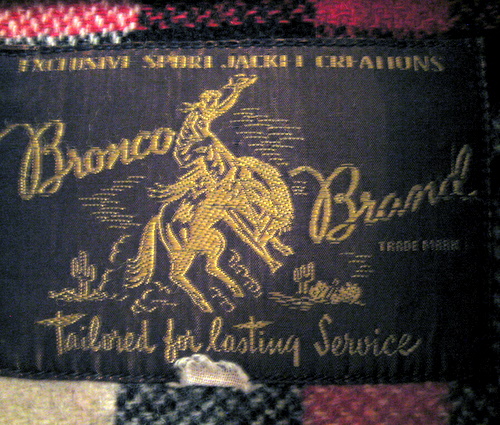 EXCLUSIVE SPORT JACKET CREATIONS
Bronco Brand
TRADE MARK
Tailored for lasting Service